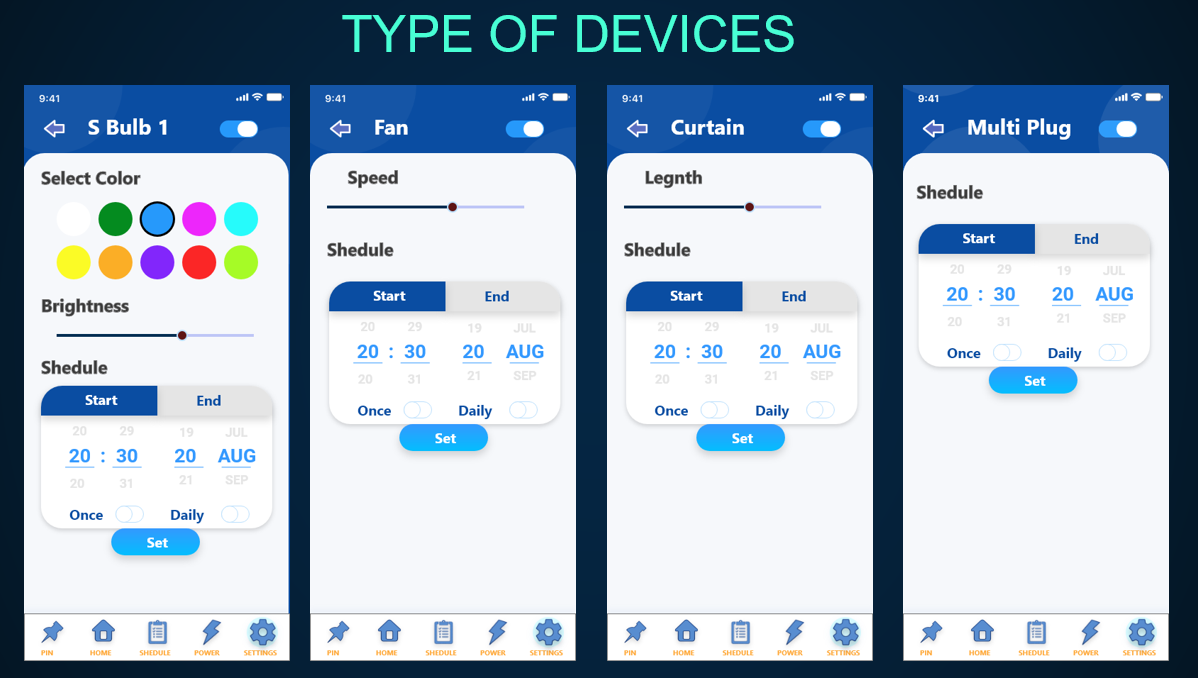 TYPE OF DEVICES
9:41
S Bulb 1
Select Color
Brightness
Shedule
Start End
20 29 19 JUL
20 : 30 20 AUG
20 31 21 SEP
Once Daily
Set
PIN HOME SHEDULE POWER SETTINGS
9:41
Fan
Speed
Shedule
Start End
20 29 19 JUL
20 : 30 20 AUG
20 31 21 SEP
Once Daily
Set
PIN HOME SHEDULE POWER SETTINGS
9:41
Curtain
Legnth
Shedule
Start End
20 29 19 JUL
20 : 30 20 AUG
20 31 21 SEP
Once Daily
Set
PIN HOME SHEDULE POWER SETTINGS
9:41
Multi Plug
Shedule
Start End
20 29 19 JUL
20 : 30 20 AUG
20 31 21 SEP
Once Daily
Set
PIN HOME SHEDULE POWER SETTINGS